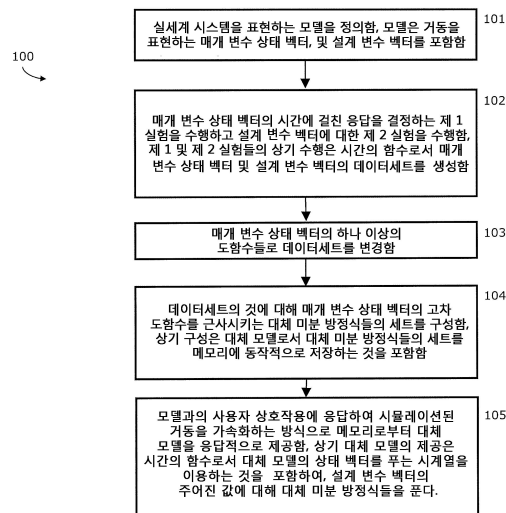 100
101
실세계 시스템을 표현하는 모델을 정의함, 모델은 거동을
표현하는 매개 변수 상태 벡터, 및 설계 변수 벡터를 포함함
102
매개 변수 상태 벡터의 시간에 걸친 응답을 결정하는 제 1
실험을 수행하고 설계 변수 벡터에 대한 제 2 실험을 수행함,
제 1 및 제 2 실험들의 상기 수행은 시간의 함수로서 매개
변수 상태 벡터 및 설계 변수 벡터의 데이터세트를 생성함
103
매개 변수 상태 벡터의 하나 이상의
도함수들로 데이터세트를 변경함
104
데이터세트의 것에 대해 매개 변수 상태 벡터의 고차
도함수를 근사시키는 대체 미분 방정식들의 세트를 구성함,
상기 구성은 대체 모델로서 대체 미분 방정식들의 세트를
메모리에 동작적으로 저장하는 것을 포함함
105
모델과의 사용자 상호작용에 응답하여 시뮬레이션된
거동을 가속화하는 방식으로 메모리로부터 대체
모델을 응답적으로 제공함, 상기 대체 모델의 제공은
시간의 함수로서 대체 모델의 상태 벡터를 푸는 시계열을
이용하는 것을 포함하여, 설계 변수 벡터의
주어진 값에 대해 대체 미분 방정식들을 푼다.